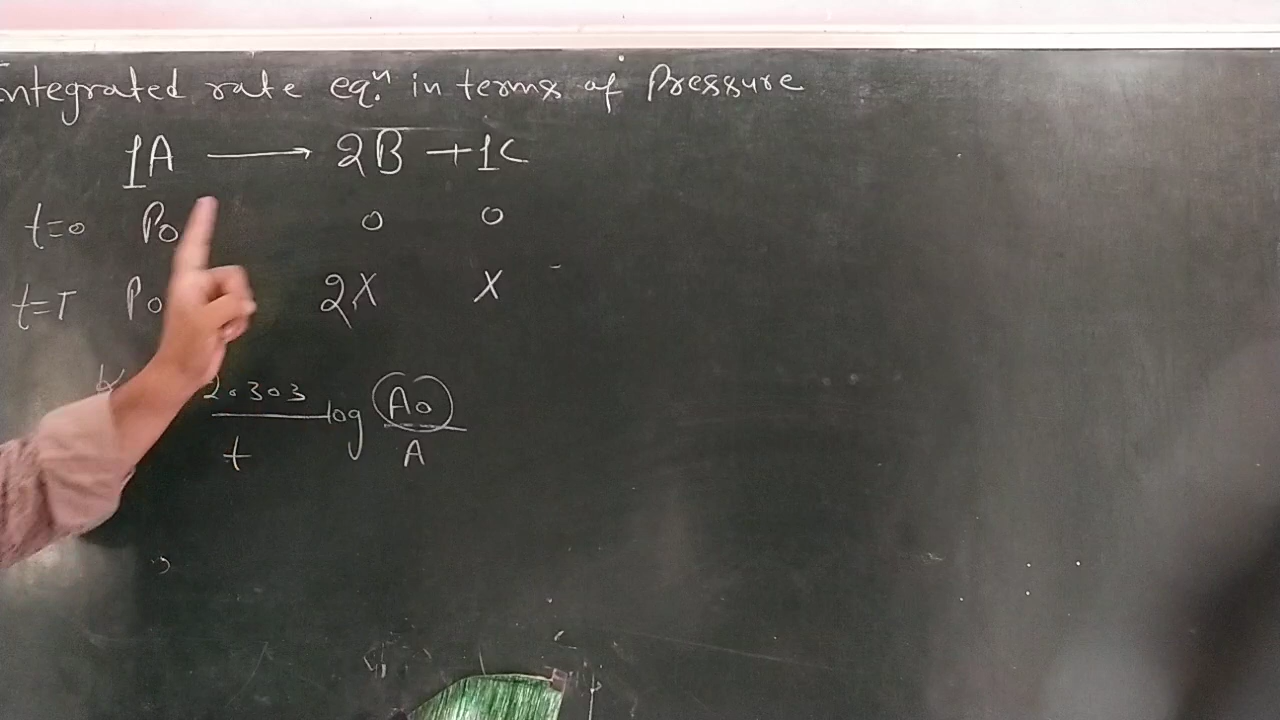 Integrated rate eqⁿ. in terms of Pressure
1A ⟶ 2B + 1C
t=0 Po 0 0
t=T Po 2X X
k 2.303 log Ao
t A